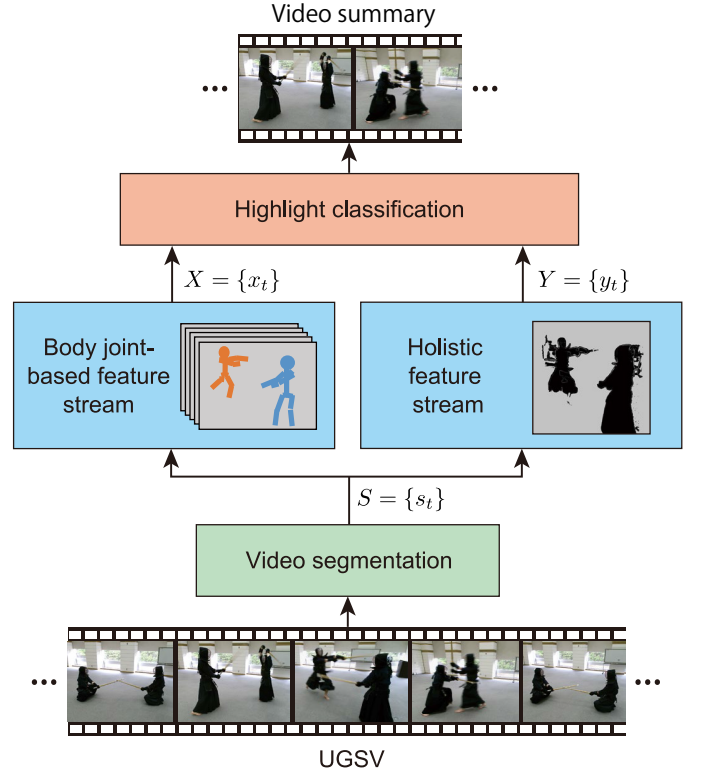 Video summary
... ...
Highlight classification
X = {x_t}
Y = {y_t}
Body joint-
based feature
stream
Holistic
feature
stream
S = {s_t}
Video segmentation
... ...
UGSV